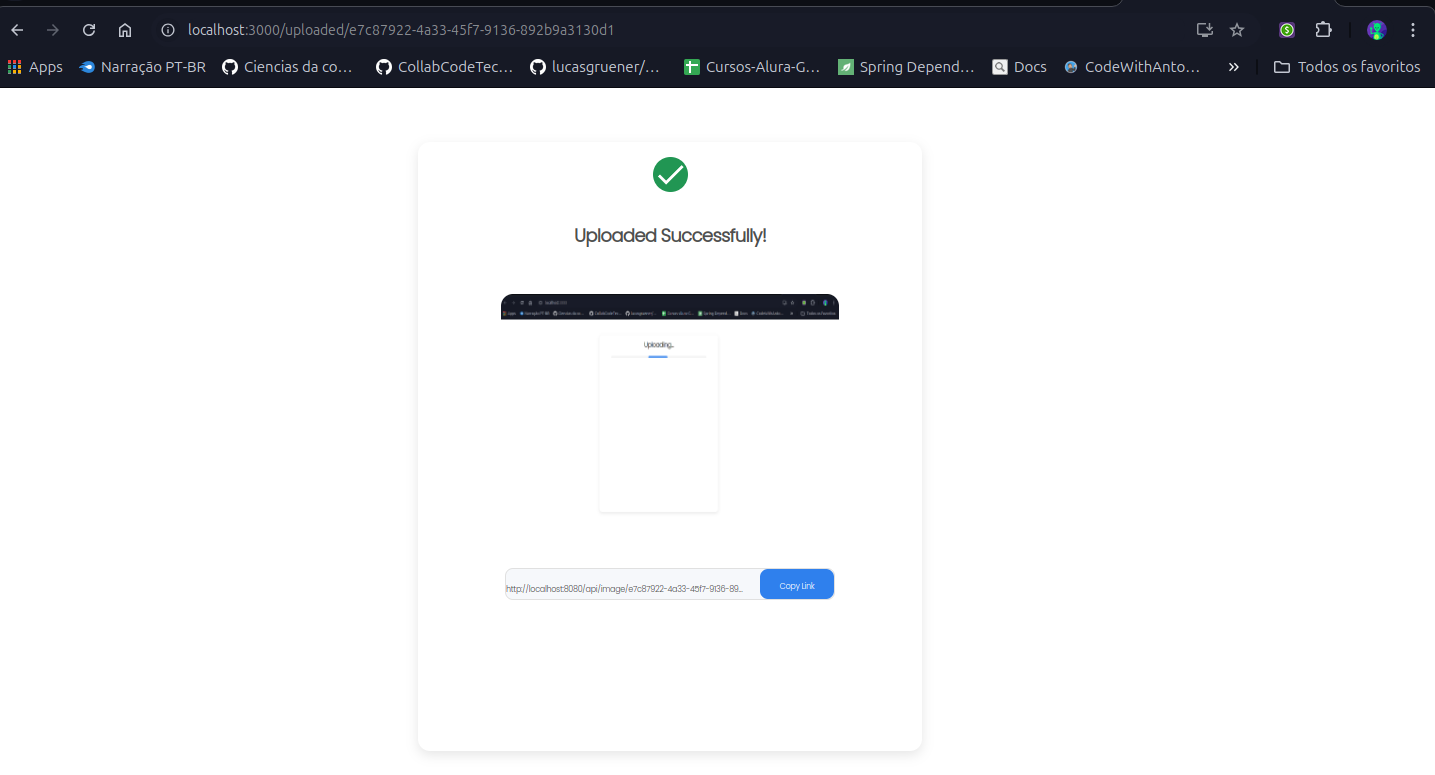 localhost:3000/uploaded/e7c87922-4a33-45f7-9136-892b9a3130d1
Apps Narração PT-BR Ciencias da co... CollabCodeTec... lucasgruener/... Cursos-Alura-G... Spring Depend... Docs CodeWithAnto... » Todos os favoritos
Uploaded Successfully!
Uploading...
http://localhost:8080/api/image/e7c87922-4a33-45f7-9136-89...
Copy Link